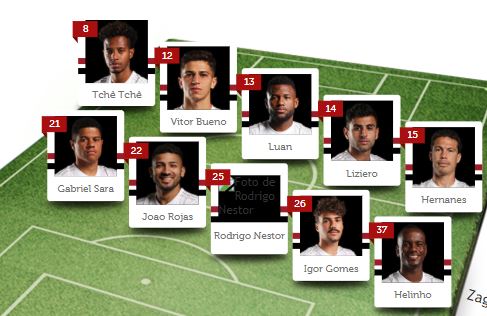 8
Tchê Tchê
12
Vitor Bueno
13
Luan
14
Liziero
15
Hernanes
21
Gabriel Sara
22
Joao Rojas
25
Foto de
Rodrigo
Nestor
Rodrigo Nestor
26
Igor Gomes
37
Helinho
Zag